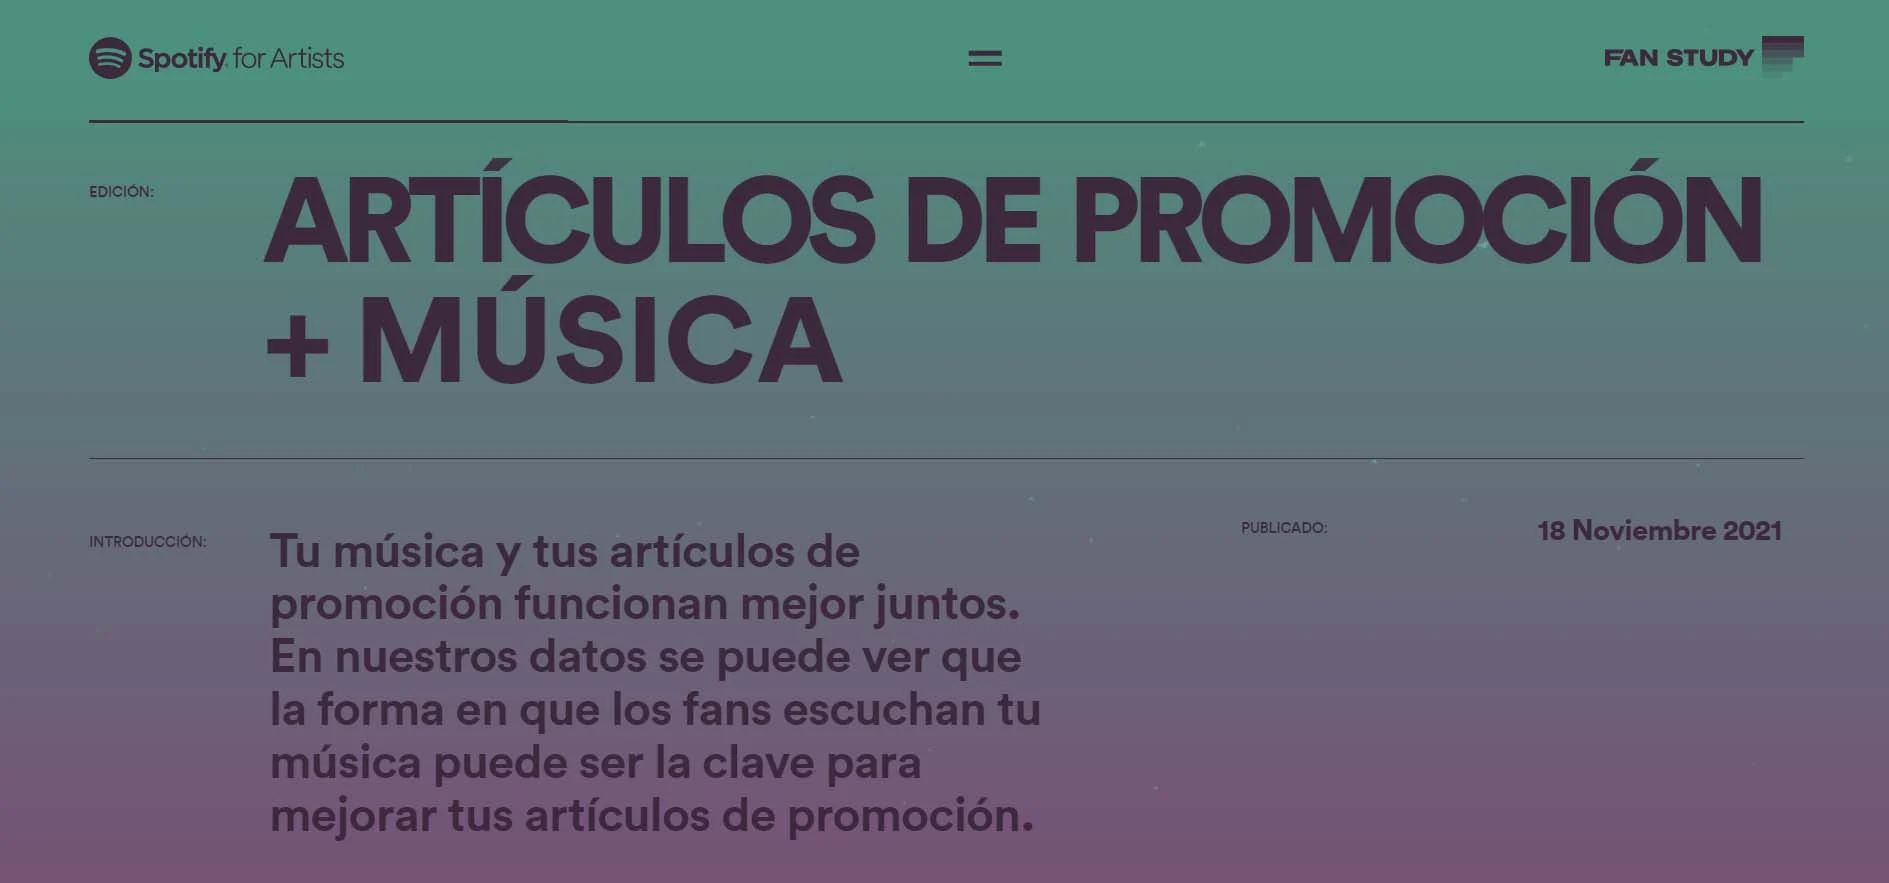 Spotify for Artists
FAN STUDY
EDICIÓN:
ARTÍCULOS DE PROMOCIÓN
+ MÚSICA
INTRODUCCIÓN:
Tu música y tus artículos de
promoción funcionan mejor juntos.
En nuestros datos se puede ver que
la forma en que los fans escuchan tu
música puede ser la clave para
mejorar tus artículos de promoción.
PUBLICADO:
18 Noviembre 2021